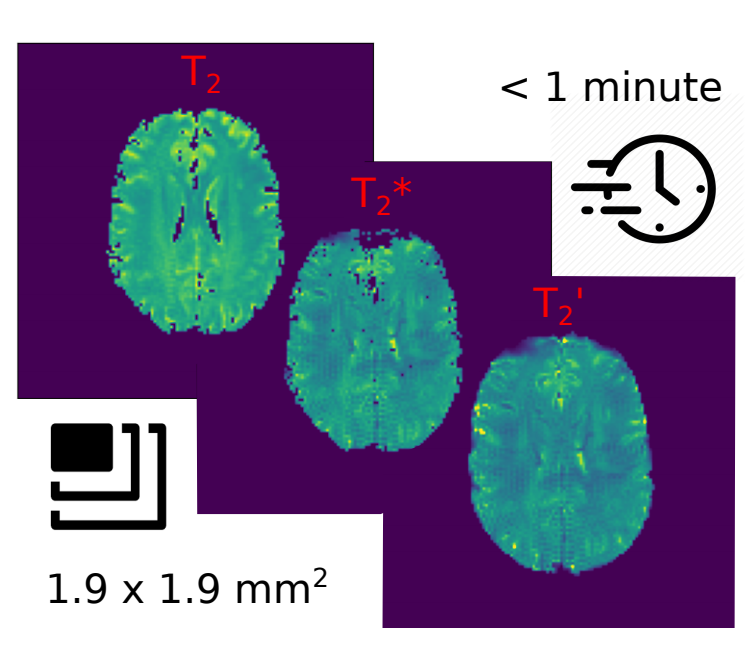 T₂
< 1 minute
T₂*
T₂'
1.9 x 1.9 mm²